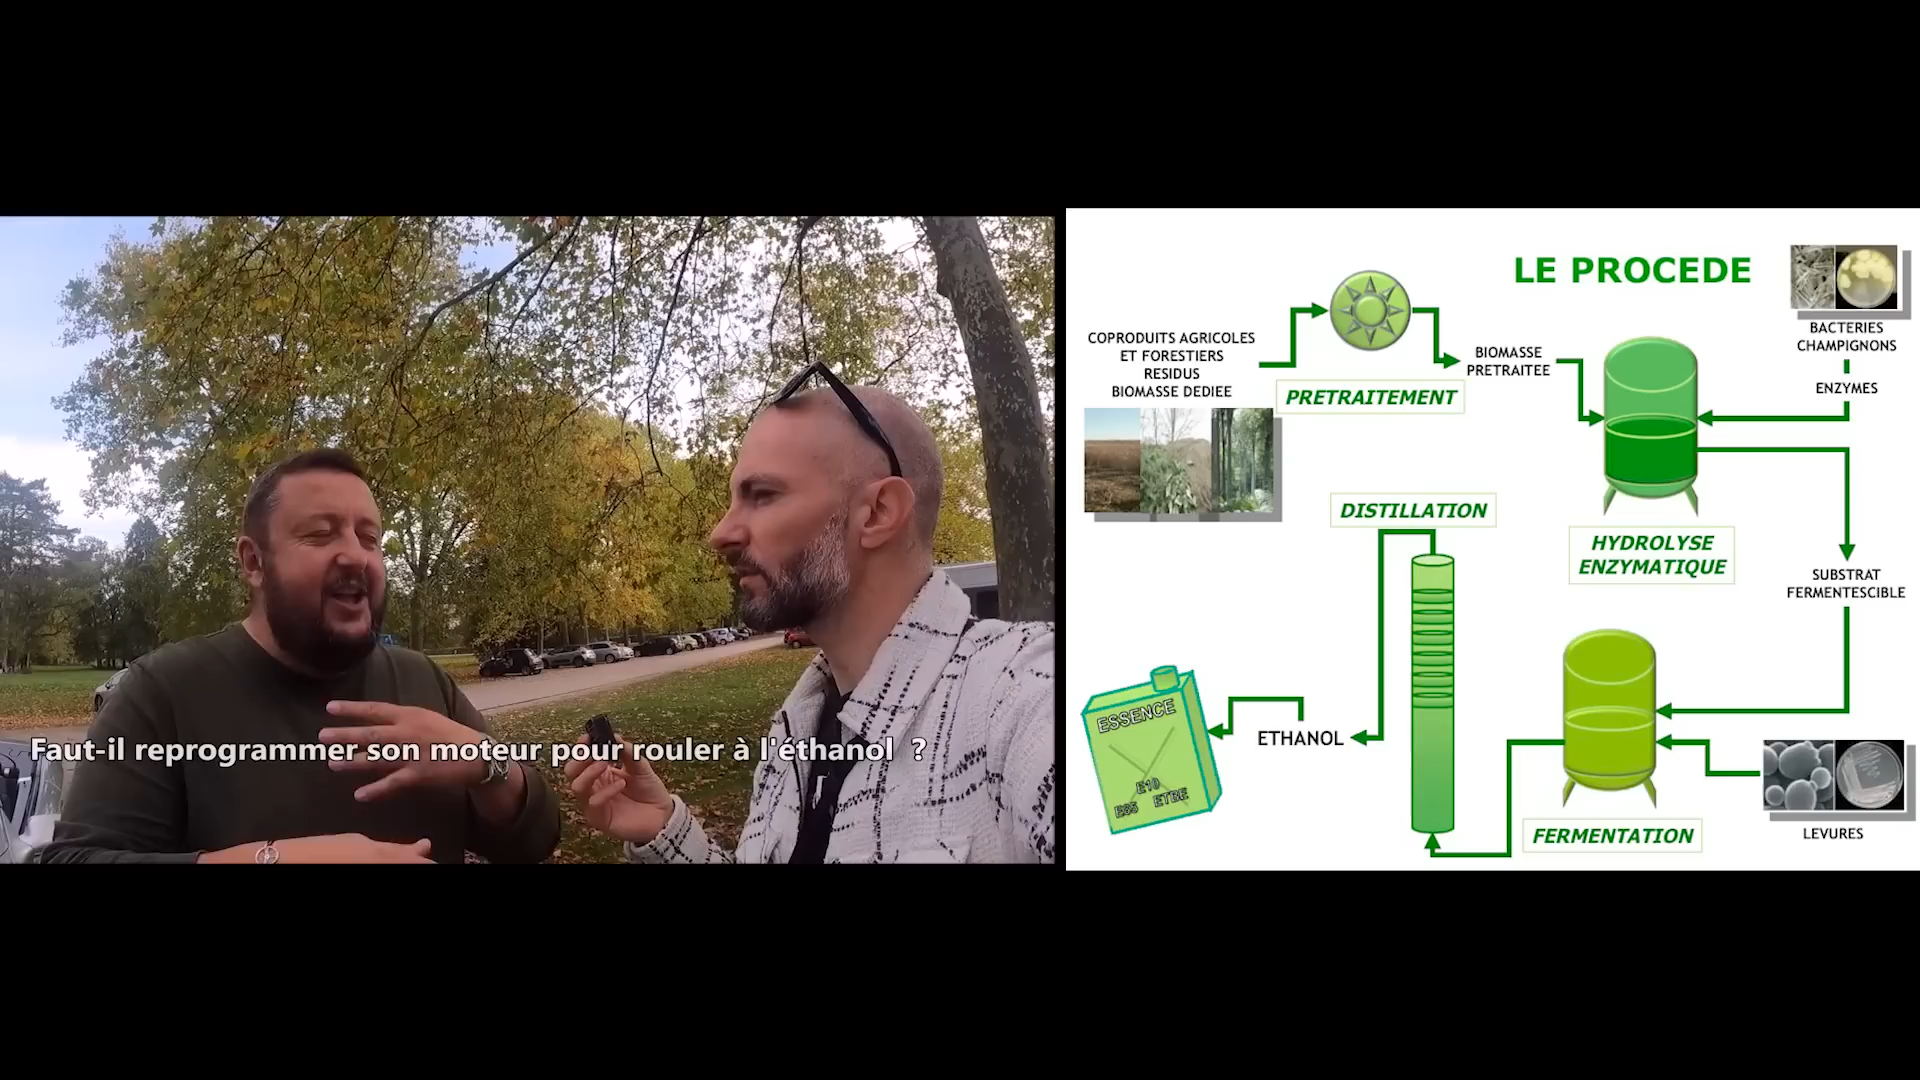 Faut-il reprogrammer son moteur pour rouler à l'éthanol ?
LE PROCEDE
COPRODUITS AGRICOLES
ET FORESTIERS
RESIDUS
BIOMASSE DEDIEE
PRETRAITEMENT
BIOMASSE
PRETRAITEE
BACTERIES
CHAMPIGNONS
ENZYMES
HYDROLYSE
ENZYMATIQUE
SUBSTRAT
FERMENTESCIBLE
LEVURES
FERMENTATION
DISTILLATION
ETHANOL
ESSENCE
E10
E85 ETBE